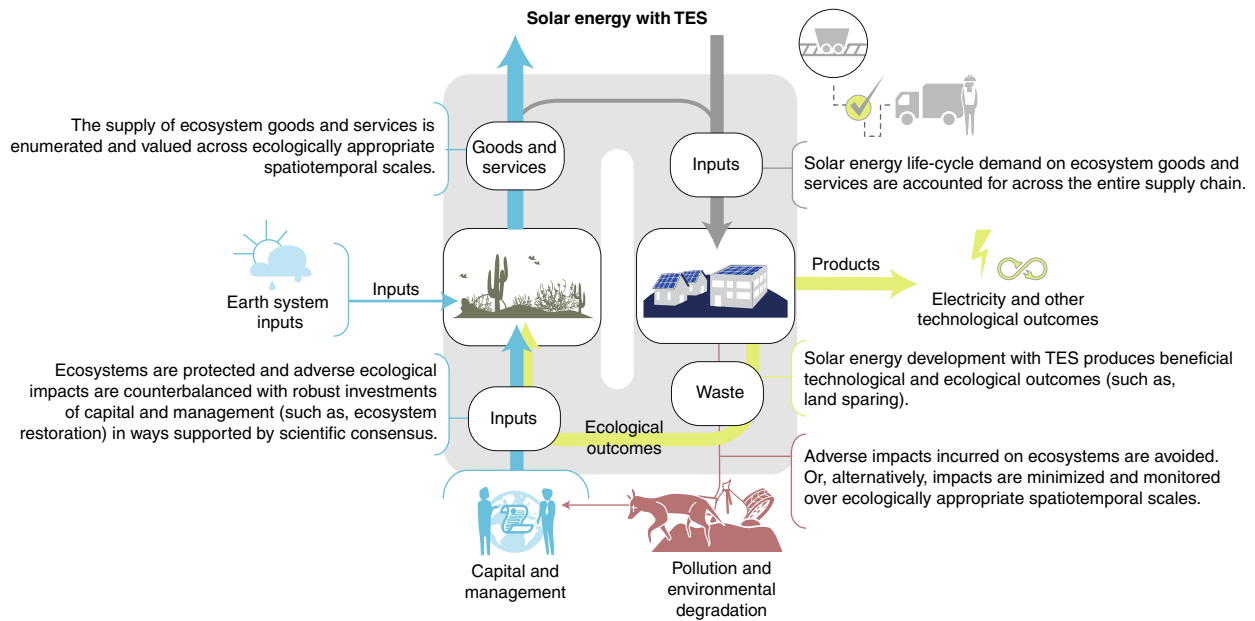 Solar energy with TES
The supply of ecosystem goods and services is
enumerated and valued across ecologically appropriate
spatiotemporal scales.
Goods and
services
Inputs
Solar energy life-cycle demand on ecosystem goods and
services are accounted for across the entire supply chain.
Earth system
inputs
Inputs
Products
Electricity and other
technological outcomes
Ecosystems are protected and adverse ecological
impacts are counterbalanced with robust investments
of capital and management (such as, ecosystem
restoration) in ways supported by scientific consensus.
Inputs
Waste
Solar energy development with TES produces beneficial
technological and ecological outcomes (such as,
land sparing).
Ecological
outcomes
Adverse impacts incurred on ecosystems are avoided.
Or, alternatively, impacts are minimized and monitored
over ecologically appropriate spatiotemporal scales.
Capital and
management
Pollution and
environmental
degradation